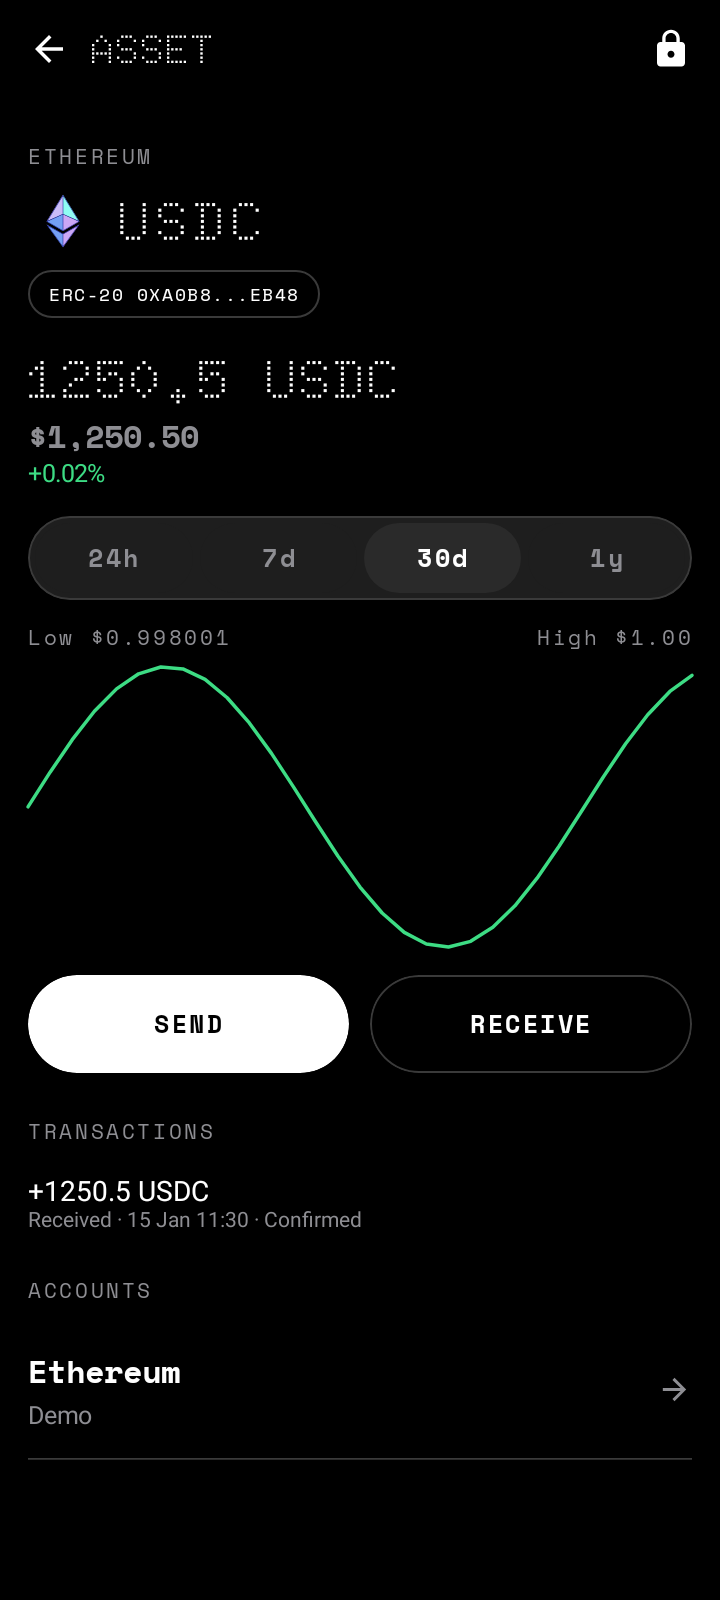 ASSET
ETHEREUM
USDC
ERC-20 0XA0B8...EB48
1250.5 USDC
$1,250.50
+0.02%
24h 7d 30d 1y
Low $0.998001 High $1.00
SEND RECEIVE
TRANSACTIONS
+1250.5 USDC
Received · 15 Jan 11:30 · Confirmed
ACCOUNTS
Ethereum
Demo